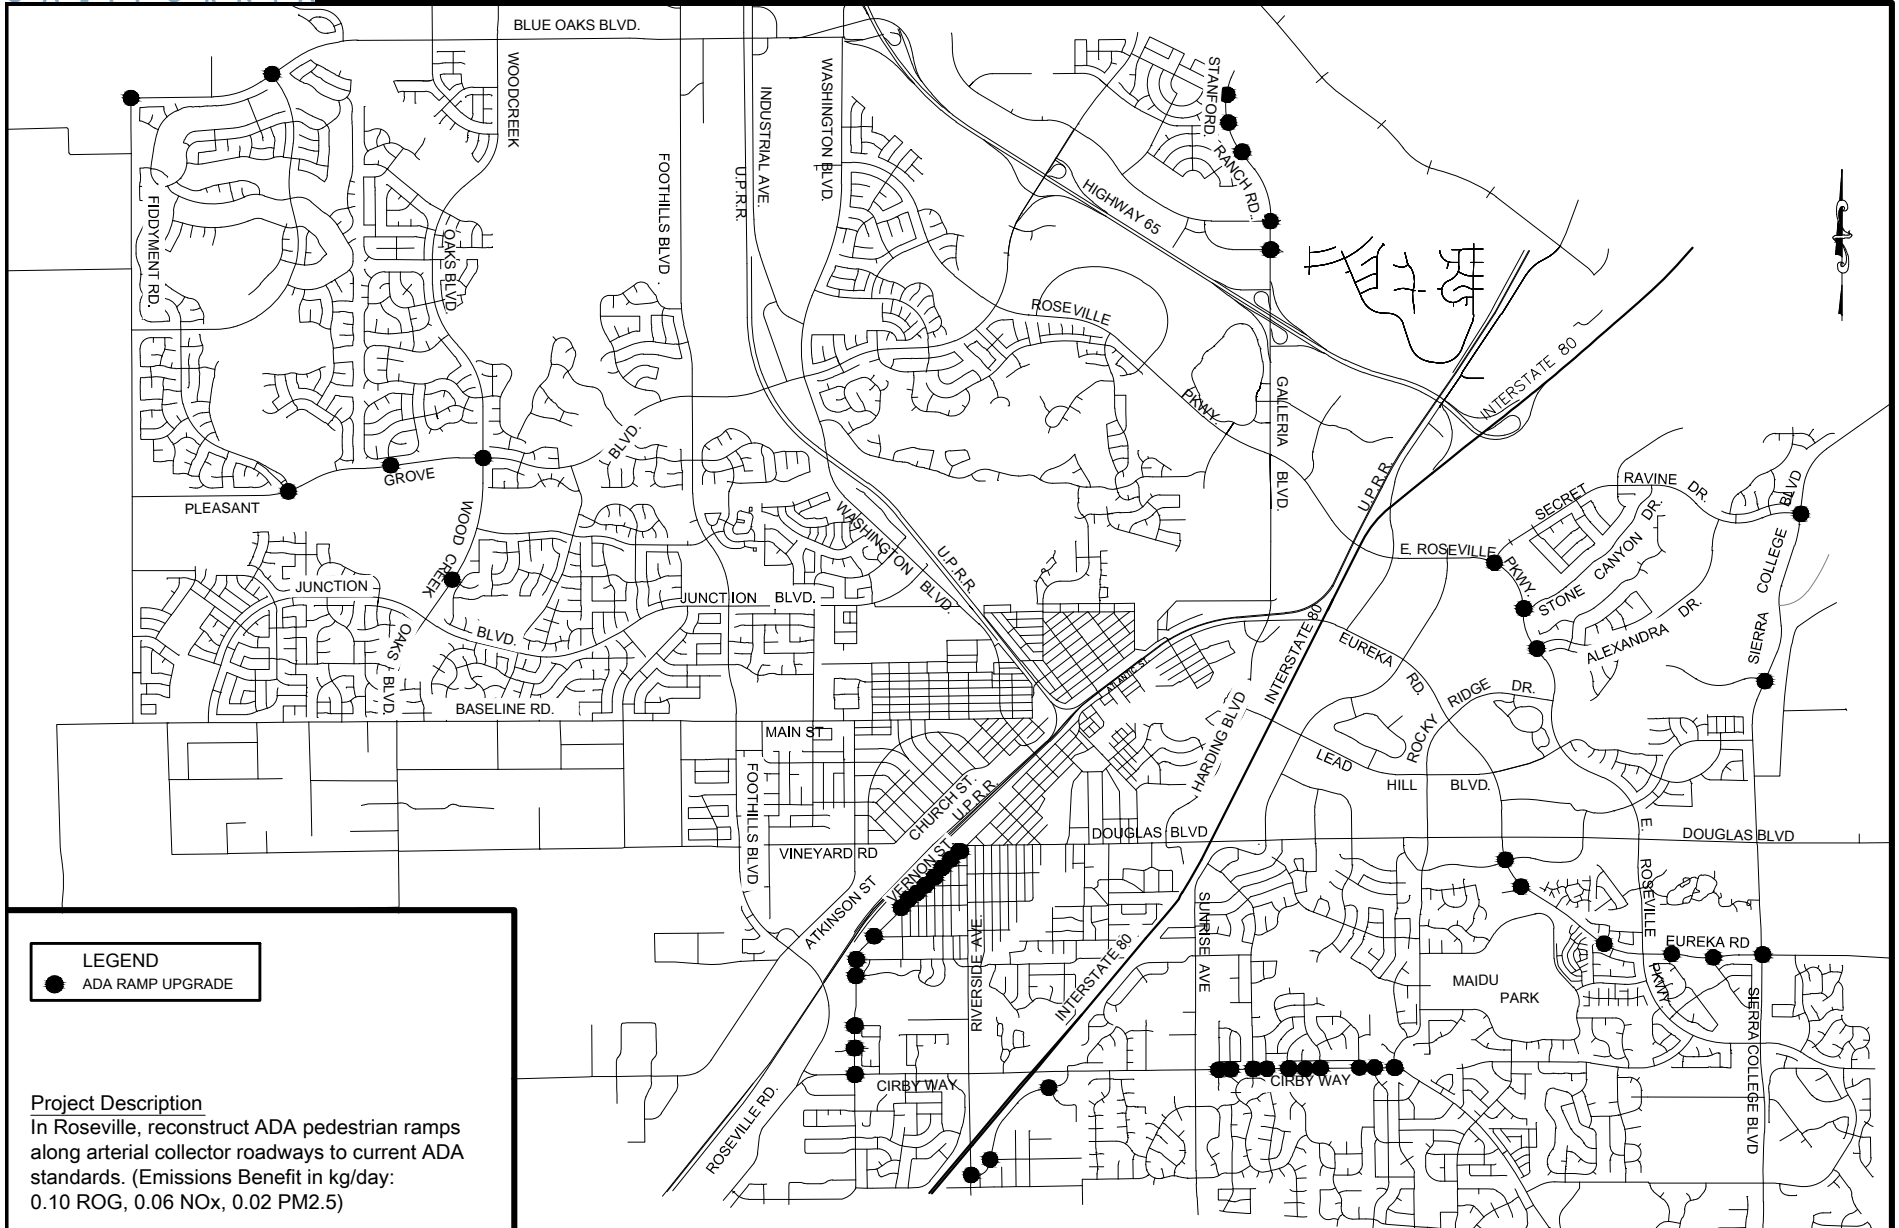 BLUE OAKS BLVD.
WOODCREEK
OAKS BLVD.
FIDDYMENT RD.
FOOTHILLS BLVD.
U.P.R.R.
INDUSTRIAL AVE.
WASHINGTON BLVD.
STANFORD
RANCH RD.
HIGHWAY 65
ROSEVILLE
PKWY.
GALLERIA
BLVD.
INTERSTATE 80
U.P.R.R.
PLEASANT
GROVE
BLVD.
WOOD CREEK
OAKS
BLVD.
JUNCTION
BLVD.
JUNCTION BLVD.
WASHINGTON
BLVD.
U.P.R.R.
E. ROSEVILLE
PKWY.
SECRET
RAVINE DR.
STONE CANYON DR.
ALEXANDRA DR.
SIERRA COLLEGE BLVD
EUREKA
RD.
ROCKY
RIDGE DR.
INTERSTATE 80
ATLANTIC ST.
BASELINE RD.
MAIN ST
HARDING BLVD
LEAD
HILL BLVD.
CHURCH ST.
U.P.R.R.
FOOTHILLS BLVD
VINEYARD RD
VERNON ST.
ATKINSON ST
DOUGLAS BLVD
DOUGLAS BLVD
E.
ROSEVILLE
PKWY.
RIVERSIDE AVE.
INTERSTATE 80
SUNRISE AVE
MAIDU
PARK
EUREKA RD
SIERRA COLLEGE BLVD
CIRBY WAY
CIRBY WAY
ROSEVILLE RD.
LEGEND
ADA RAMP UPGRADE
Project Description
In Roseville, reconstruct ADA pedestrian ramps
along arterial collector roadways to current ADA
standards. (Emissions Benefit in kg/day:
0.10 ROG, 0.06 NOx, 0.02 PM2.5)